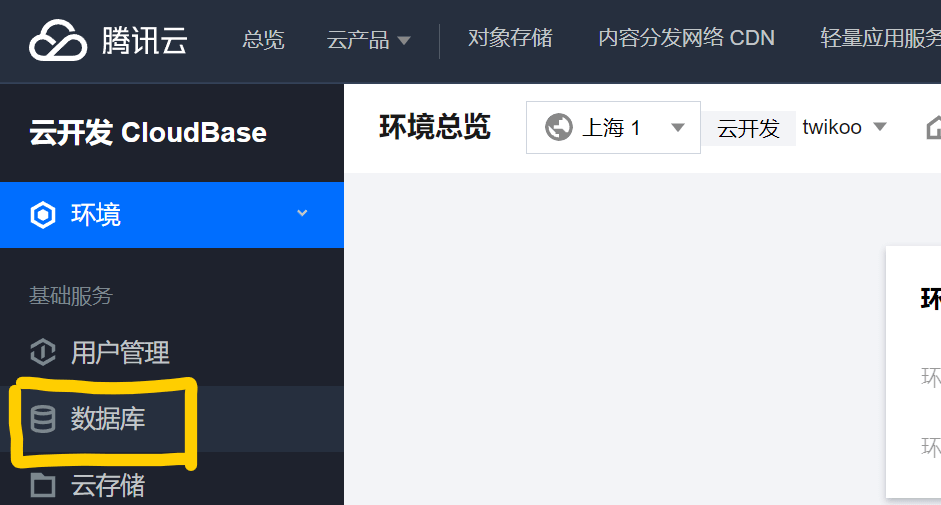 腾讯云 总览 云产品 对象存储 内容分发网络 CDN 轻量应用服务
云开发 CloudBase
环境总览 上海 1 云开发 twikoo
环境
基础服务
用户管理
数据库
云存储
环
环
环